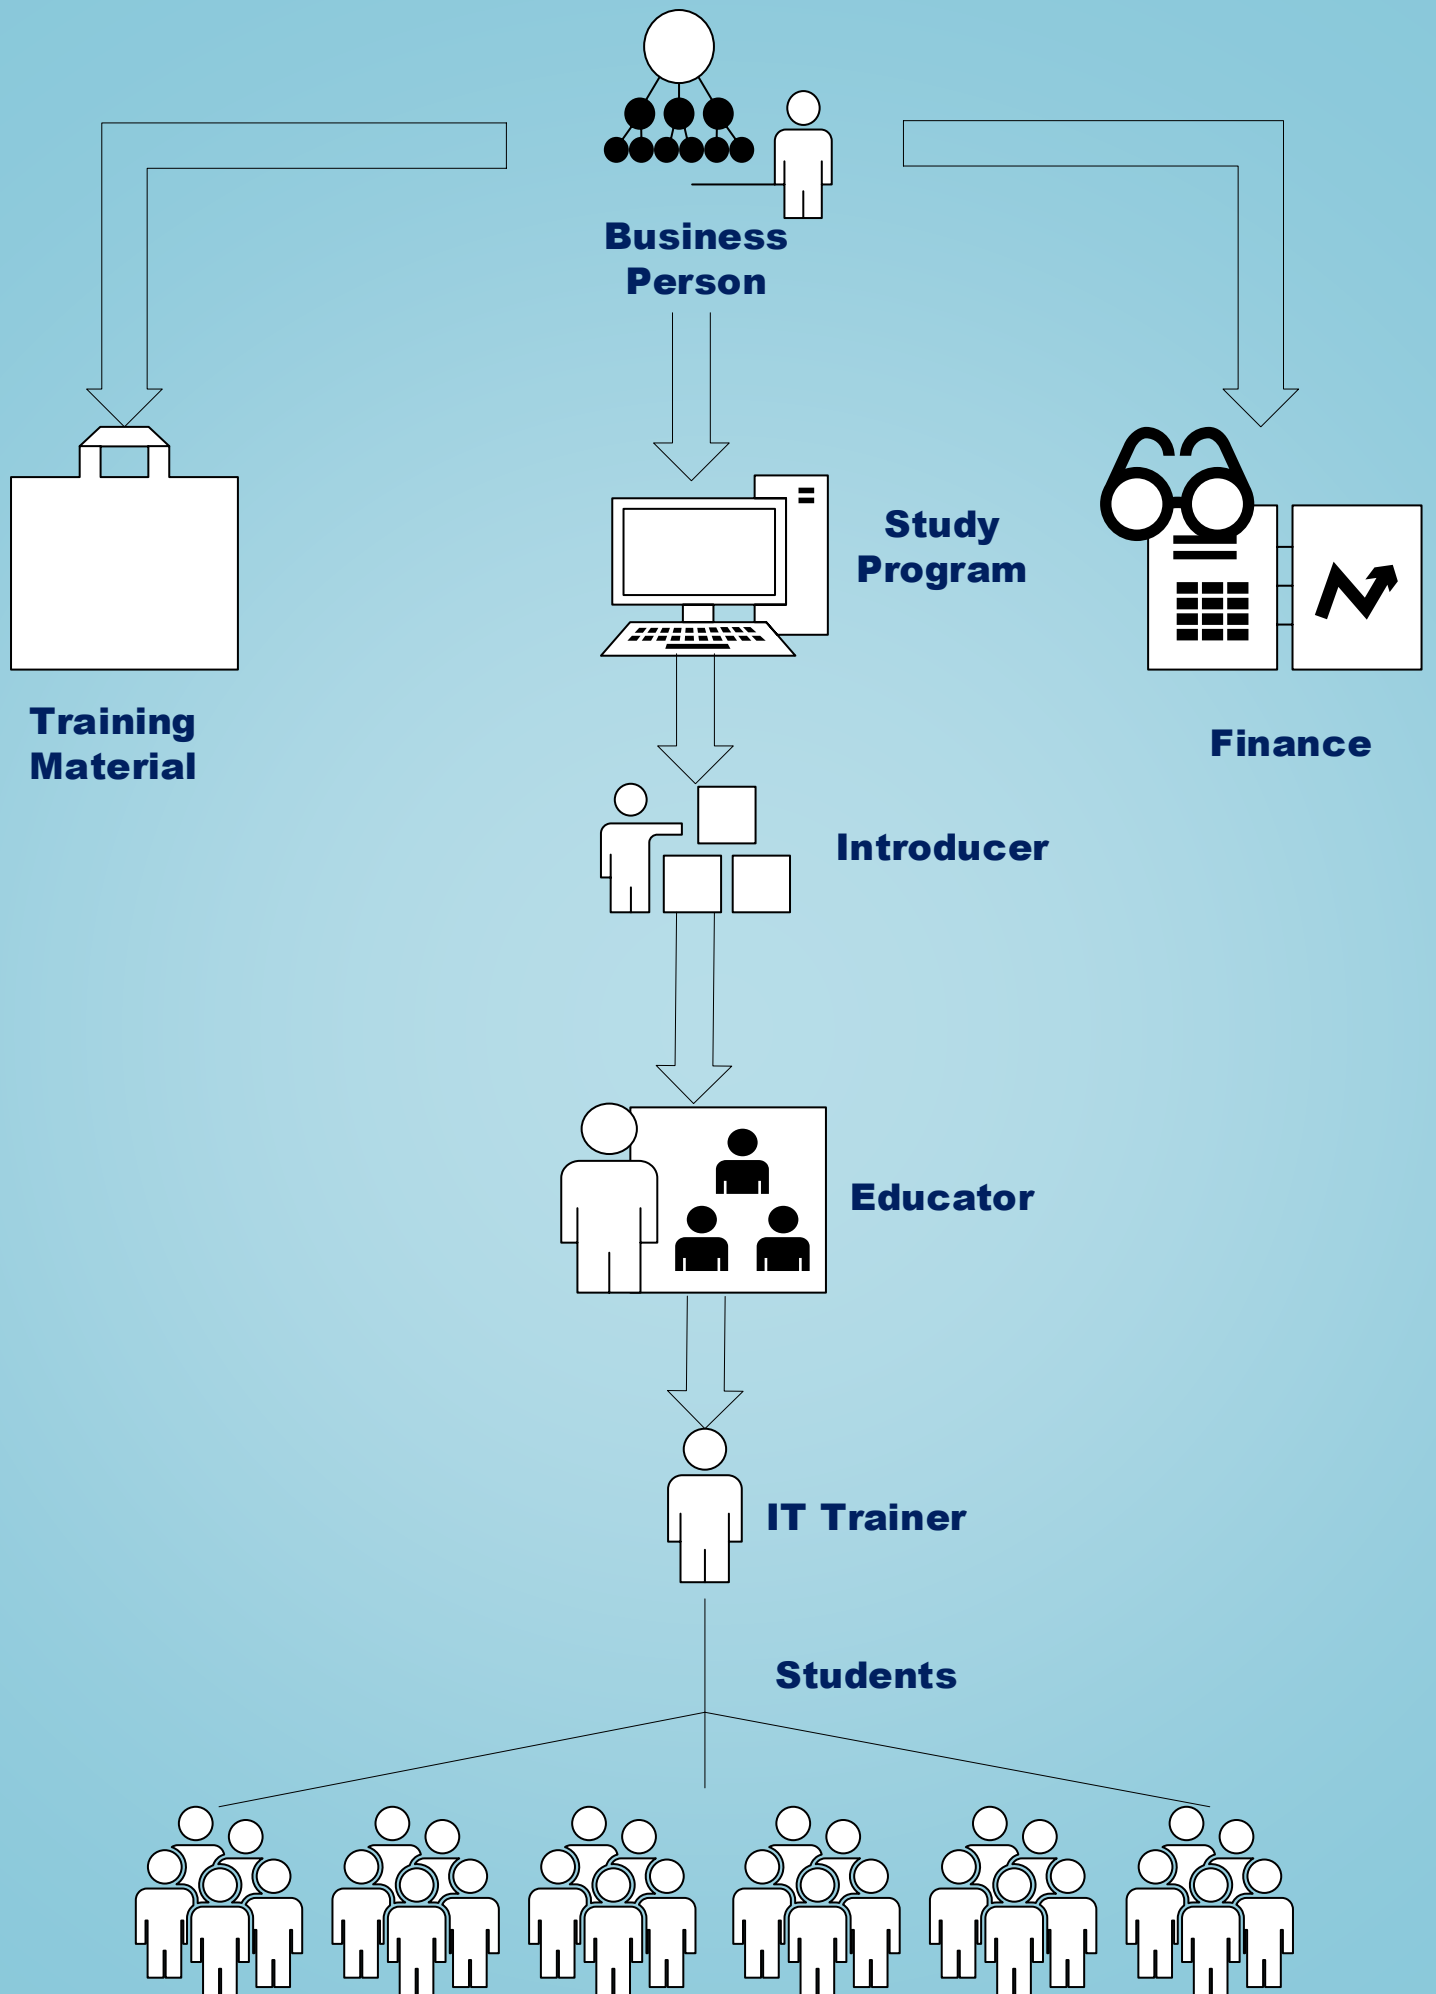 Business
Person
Study
Program
Training
Material
Finance
Introducer
Educator
IT Trainer
Students